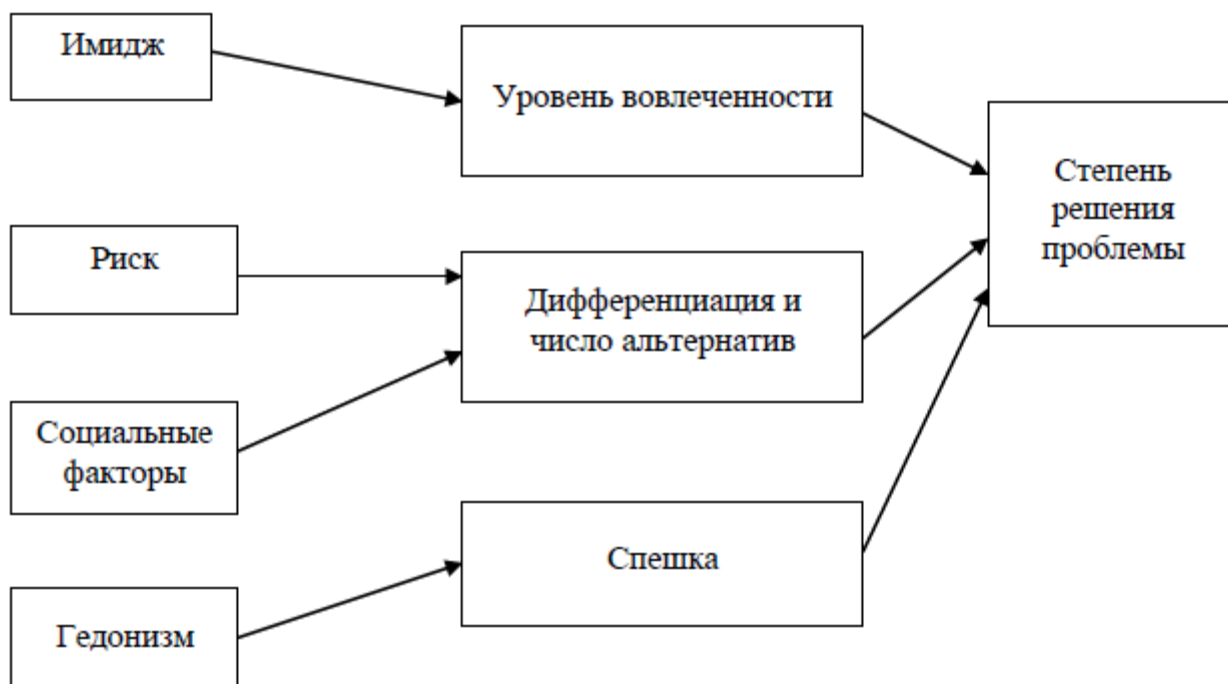 Имидж
Уровень вовлеченности
Степень
решения
проблемы
Риск
Дифференциация и
число альтернатив
Социальные
факторы
Спешка
Гедонизм